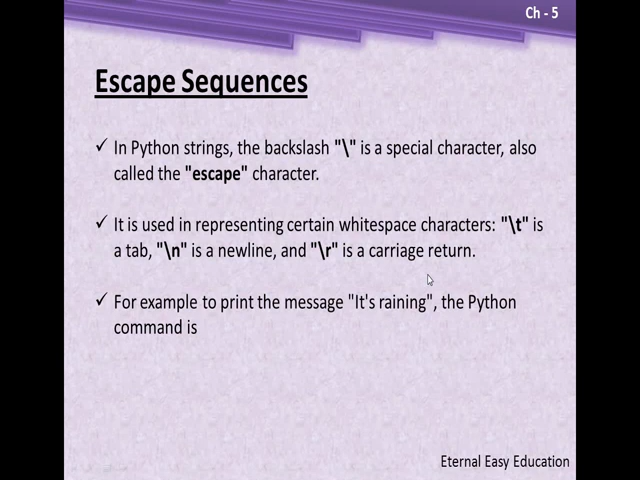 Ch - 5
Escape Sequences
✓ In Python strings, the backslash "\" is a special character, also
called the "escape" character.
✓ It is used in representing certain whitespace characters: "\t" is
a tab, "\n" is a newline, and "\r" is a carriage return.
✓ For example to print the message "It's raining", the Python
command is
Eternal Easy Education